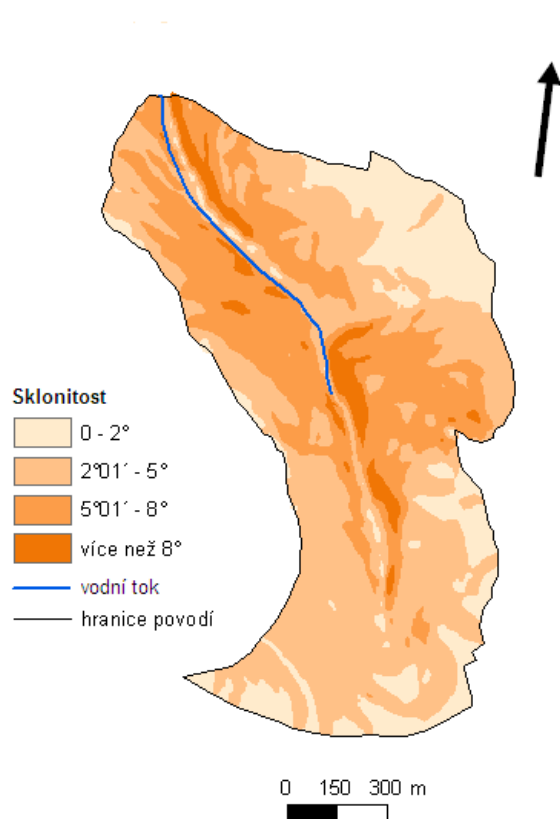 Sklonitost
0 - 2°
2°01´ - 5°
5°01´ - 8°
více než 8°
vodní tok
hranice povodí
0 150 300 m